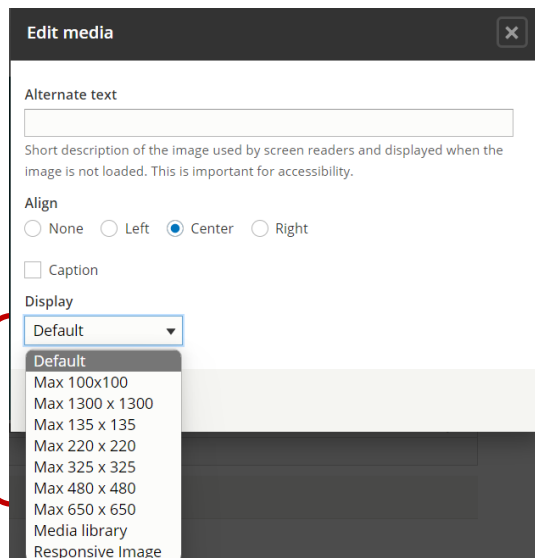 Edit media
Alternate text
Short description of the image used by screen readers and displayed when the
image is not loaded. This is important for accessibility.
Align
None Left Center Right
Caption
Display
Default
Default
Max 100x100
Max 1300 x 1300
Max 135 x 135
Max 220 x 220
Max 325 x 325
Max 480 x 480
Max 650 x 650
Media library
Responsive Image